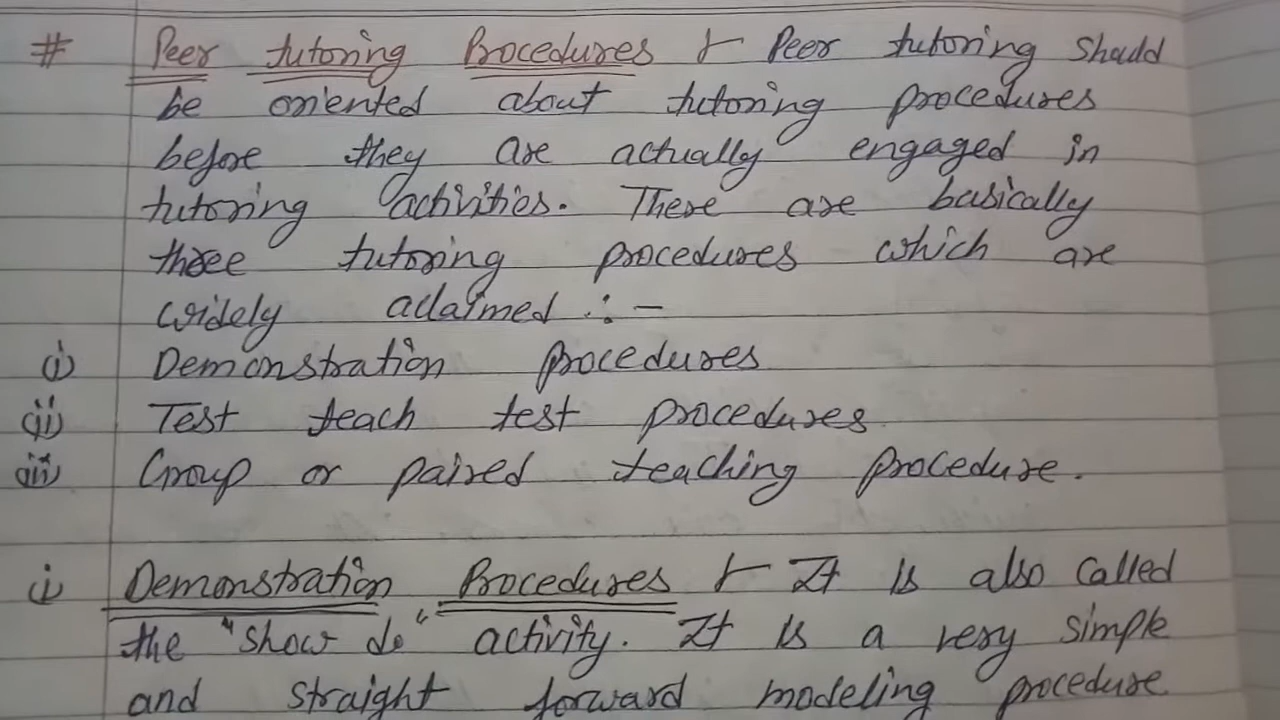 # Peer tutoring Procedures :- Peer tutoring Should
be oriented about tutoring procedures
before they are actually engaged in
tutoring activities. There are basically
three tutoring procedures which are
widely acclaimed :-
(i) Demonstration procedures
(ii) Test teach test procedures
(iii) Group or paired teaching procedure.
i Demonstration Procedures :- It is also called
the "show do" activity. It is a very simple
and straight forward modeling procedure